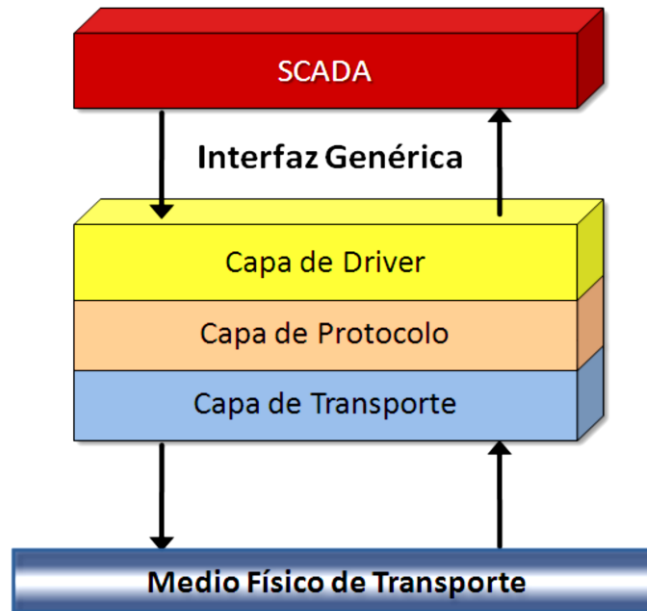 SCADA
Interfaz Genérica
Capa de Driver
Capa de Protocolo
Capa de Transporte
Medio Físico de Transporte